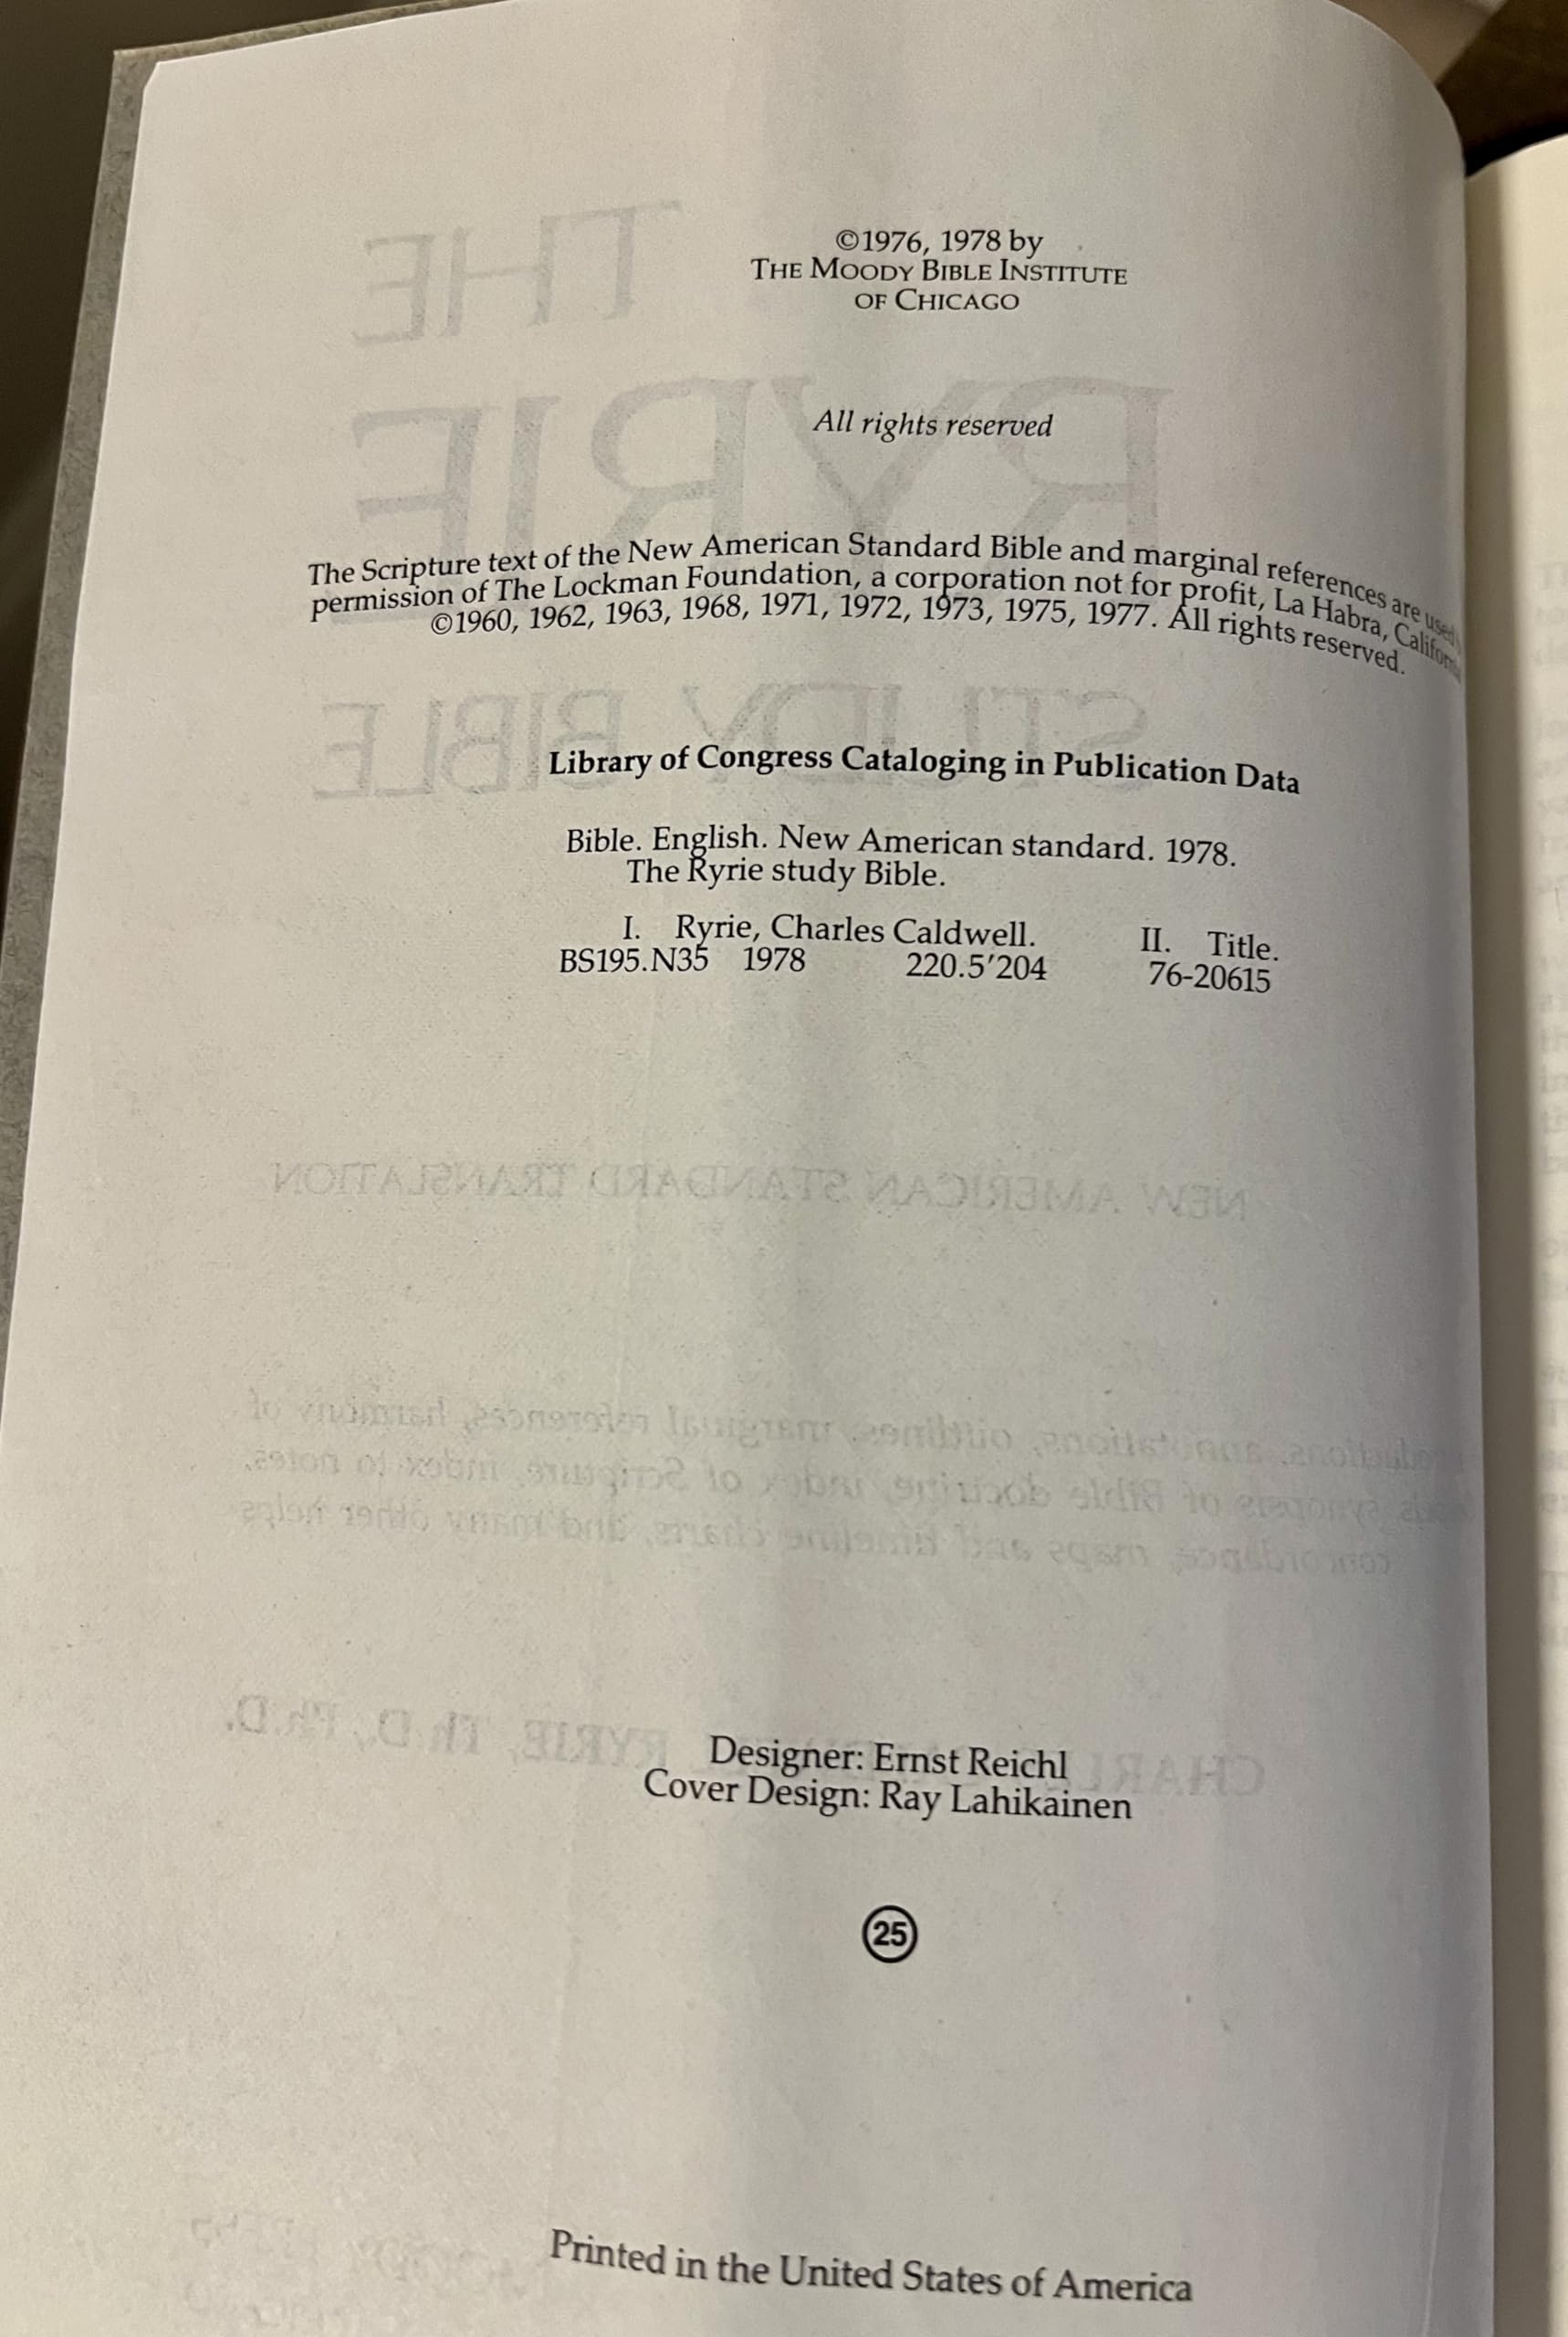 ©1976, 1978 by
THE MOODY BIBLE INSTITUTE
OF CHICAGO
All rights reserved
The Scripture text of the New American Standard Bible and marginal references are used
permission of The Lockman Foundation, a corporation not for profit, La Habra,
©1960, 1962, 1963, 1968, 1971, 1972, 1973, 1975, 1977. All rights reserved.
Library of Congress Cataloging in Publication Data
Bible. English. New American standard. 1978.
The Ryrie study Bible.
I. Ryrie, Charles Caldwell. II. Title.
BS195.N35 1978 220.5'204 76-20615
Designer: Ernst Reichl
Cover Design: Ray Lahikainen
25
Printed in the United States of America